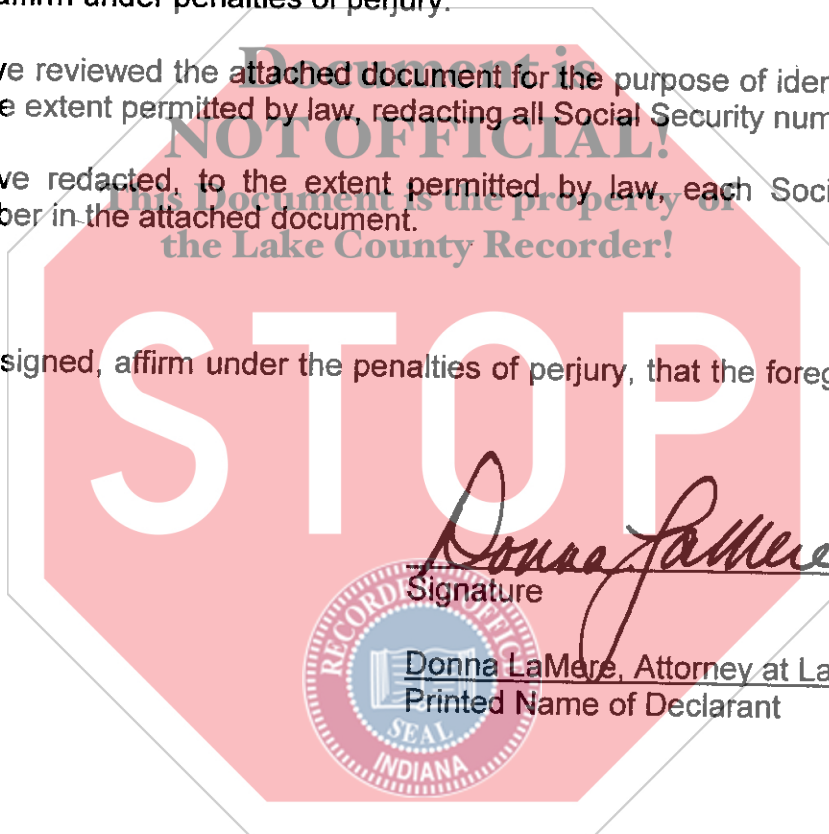 affirm under penalties of perjury.
Document is
ve reviewed the attached document for the purpose of iden
e extent permitted by law, redacting all Social Security num
NOT OFFICIAL!
ve redacted, to the extent permitted by law, each Soci
This Document is the property of
ber in the attached document.
the Lake County Recorder!
STOP
signed, affirm under the penalties of perjury, that the foreg
Donna LaMere
Signature
RECORDER'S OFFICE
Donna LaMere, Attorney at La
Printed Name of Declarant
SEAL
INDIANA